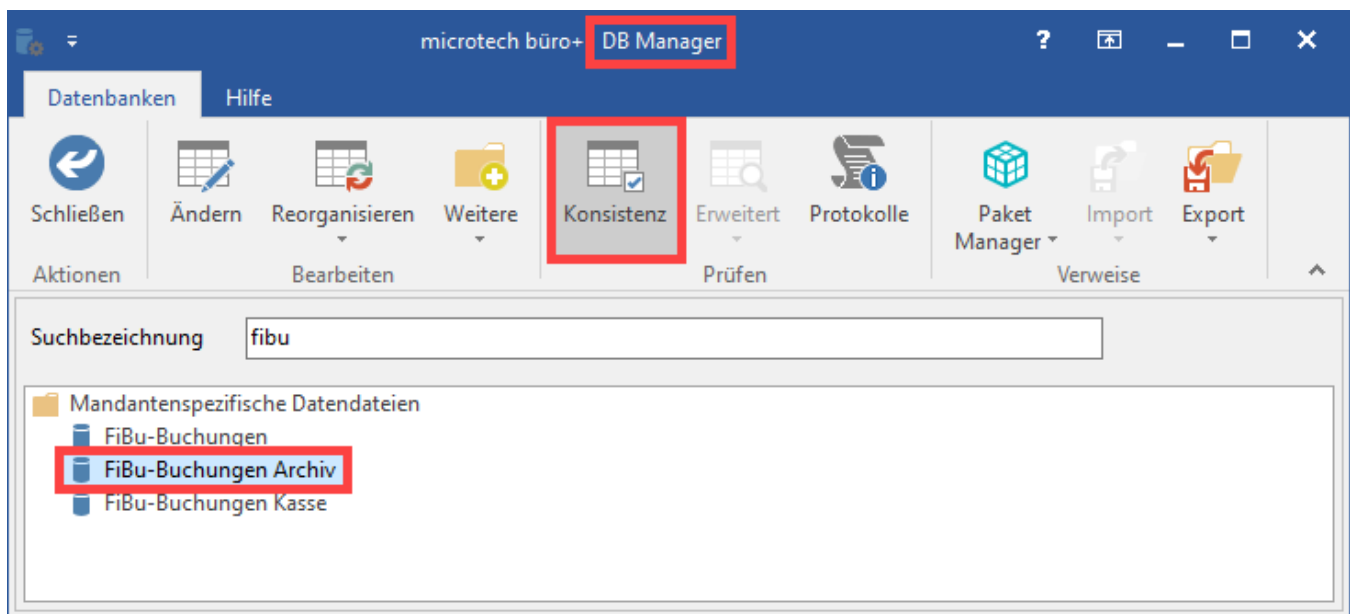 microtech büro+ DB Manager
?
Datenbanken Hilfe
Schließen Ändern Reorganisieren Weitere Konsistenz Erweitert Protokolle Paket Manager Import Export
Aktionen Bearbeiten Prüfen Verweise
Suchbezeichnung fibu
Mandantenspezifische Datendateien
FiBu-Buchungen
FiBu-Buchungen Archiv
FiBu-Buchungen Kasse